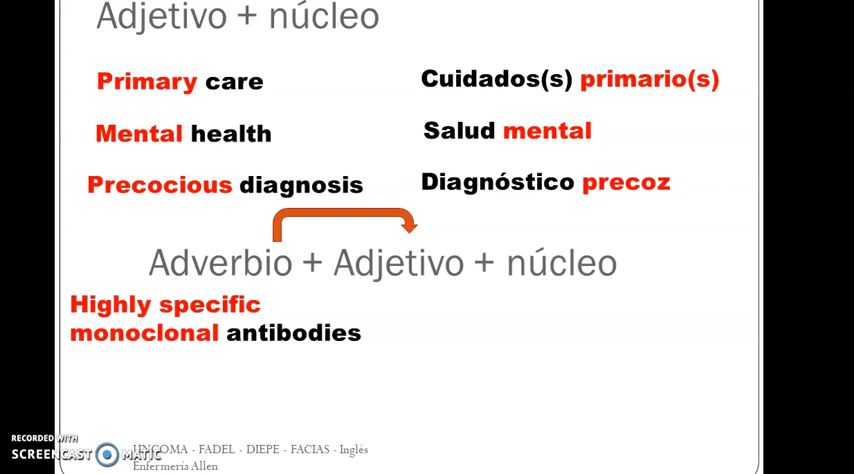 Adjetivo + núcleo
Primary care
Cuidados(s) primario(s)
Mental health
Salud mental
Precocious diagnosis
Diagnóstico precoz
Adverbio + Adjetivo + núcleo
Highly specific
monoclonal antibodies
RECORDED WITH
SCREENCAST MATIC
UNCOMA - FADEL - DIEPE - FACIAS - Inglés
Enfermería Allen